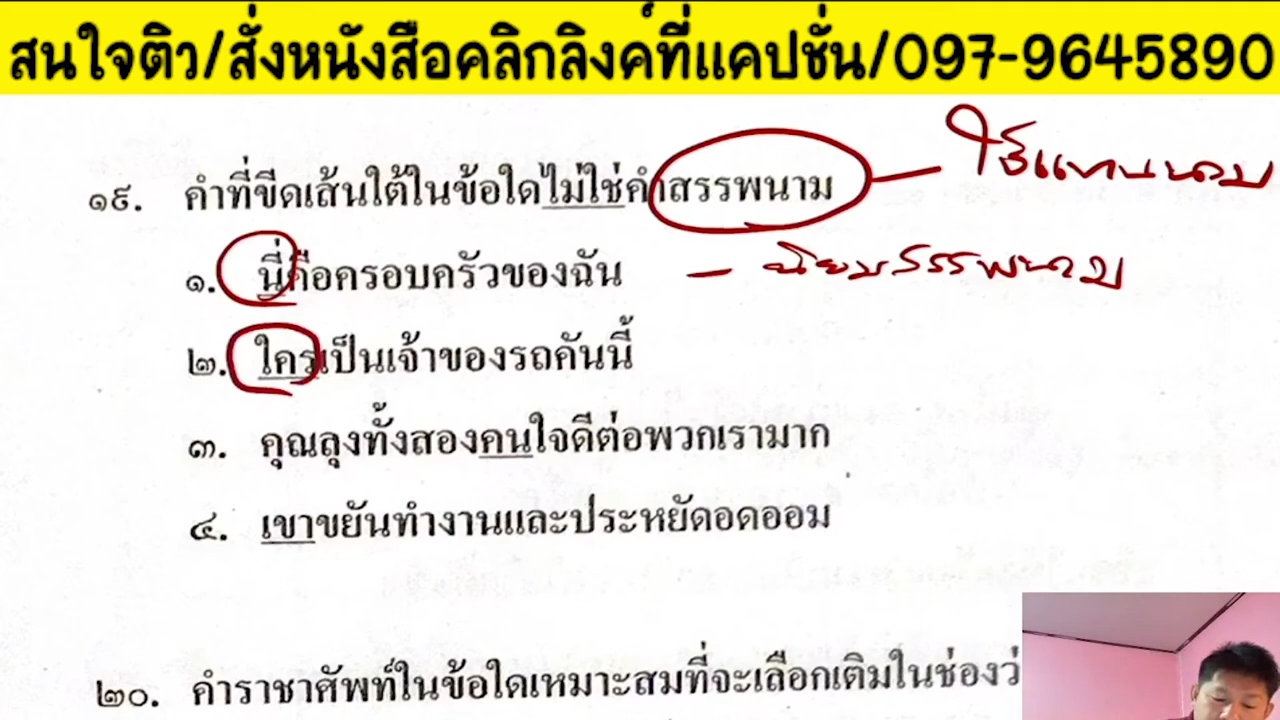 สนใจติว/สั่งหนังสือคลิกลิงค์ที่แคปชั่น/097-9645890
๑๙. คำที่ขีดเส้นใต้ในข้อใดไม่ใช่คำสรรพนาม – ใช้แทนนาม
๑. นี่คือครอบครัวของฉัน – นิยมสรรพนาม
๒. ใครเป็นเจ้าของรถคันนี้
๓. คุณลุงทั้งสองคนใจดีต่อพวกเรามาก
๔. เขาขยันทำงานและประหยัดอดออม
๒๐. คำราชาศัพท์ในข้อใดเหมาะสมที่จะเลือกเติมในช่องว่